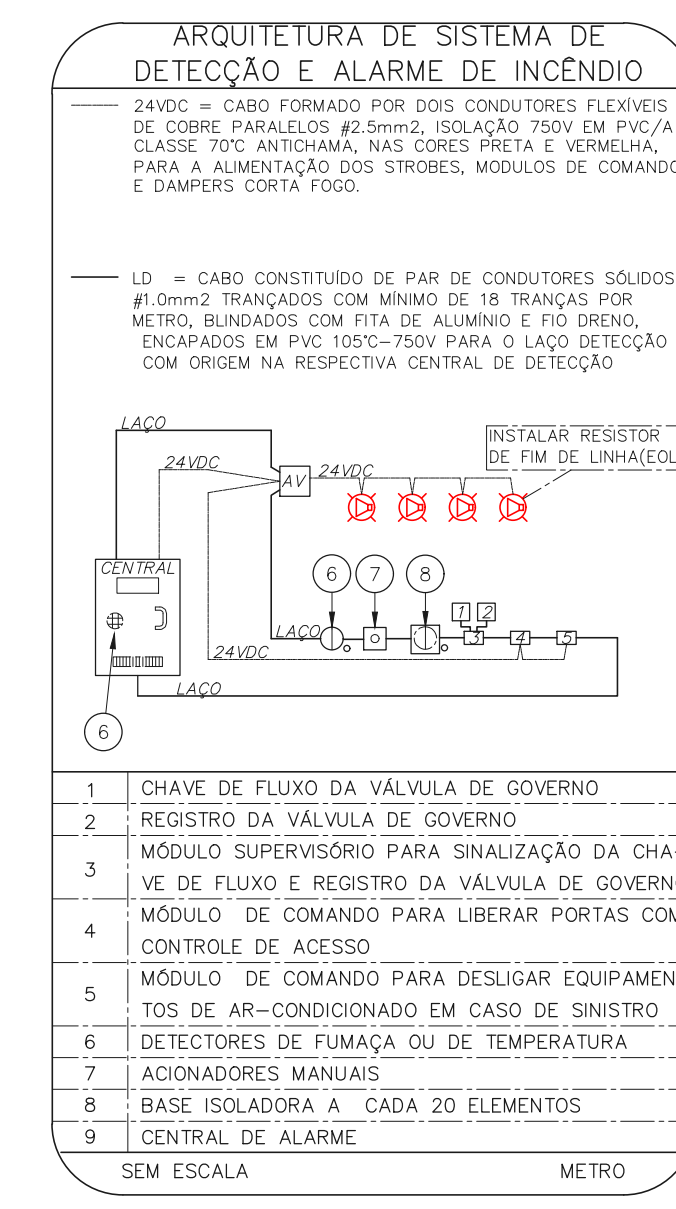 ARQUITETURA DE SISTEMA DE
DETECÇÃO E ALARME DE INCÊNDIO
24VDC = CABO FORMADO POR DOIS CONDUTORES FLEXÍVEIS
DE COBRE PARALELOS #2.5mm2, ISOLAÇÃO 750V EM PVC/A
CLASSE 70°C ANTICHAMA, NAS CORES PRETA E VERMELHA,
PARA A ALIMENTAÇÃO DOS STROBES, MODULOS DE COMANDO
E DAMPERS CORTA FOGO.
LD = CABO CONSTITUÍDO DE PAR DE CONDUTORES SÓLIDOS
#1.0mm2 TRANÇADOS COM MÍNIMO DE 18 TRANÇAS POR
METRO, BLINDADOS COM FITA DE ALUMÍNIO E FIO DRENO,
ENCAPADOS EM PVC 105°C-750V PARA O LAÇO DETECÇÃO
COM ORIGEM NA RESPECTIVA CENTRAL DE DETECÇÃO
LAÇO
INSTALAR RESISTOR
DE FIM DE LINHA(EOL
24VDC
24VDC
AV
CENTRAL
6
7
8
1
2
LAÇO
3
4
5
24VDC
LAÇO
6
1 CHAVE DE FLUXO DA VÁLVULA DE GOVERNO
2 REGISTRO DA VÁLVULA DE GOVERNO
3 MÓDULO SUPERVISÓRIO PARA SINALIZAÇÃO DA CHA-
VE DE FLUXO E REGISTRO DA VÁLVULA DE GOVERNO
4 MÓDULO DE COMANDO PARA LIBERAR PORTAS COM
CONTROLE DE ACESSO
5 MÓDULO DE COMANDO PARA DESLIGAR EQUIPAMEN
TOS DE AR-CONDICIONADO EM CASO DE SINISTRO
6 DETECTORES DE FUMAÇA OU DE TEMPERATURA
7 ACIONADORES MANUAIS
8 BASE ISOLADORA A CADA 20 ELEMENTOS
9 CENTRAL DE ALARME
SEM ESCALA METRO